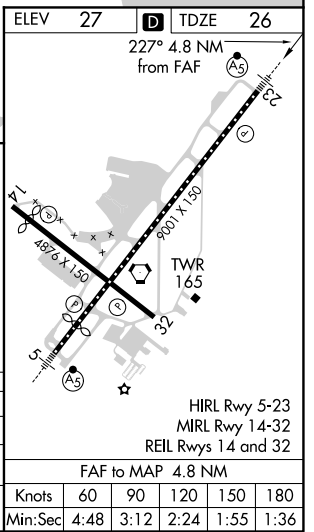 ELEV 27 D TDZE 26
227° 4.8 NM
from FAF
A5
23
P
14
P
9001 X 150
4876 X 150
TWR
165
P
P
32
5
A5
HIRL Rwy 5-23
MIRL Rwy 14-32
REIL Rwys 14 and 32
FAF to MAP 4.8 NM
Knots 60 90 120 150 180
Min:Sec 4:48 3:12 2:24 1:55 1:36